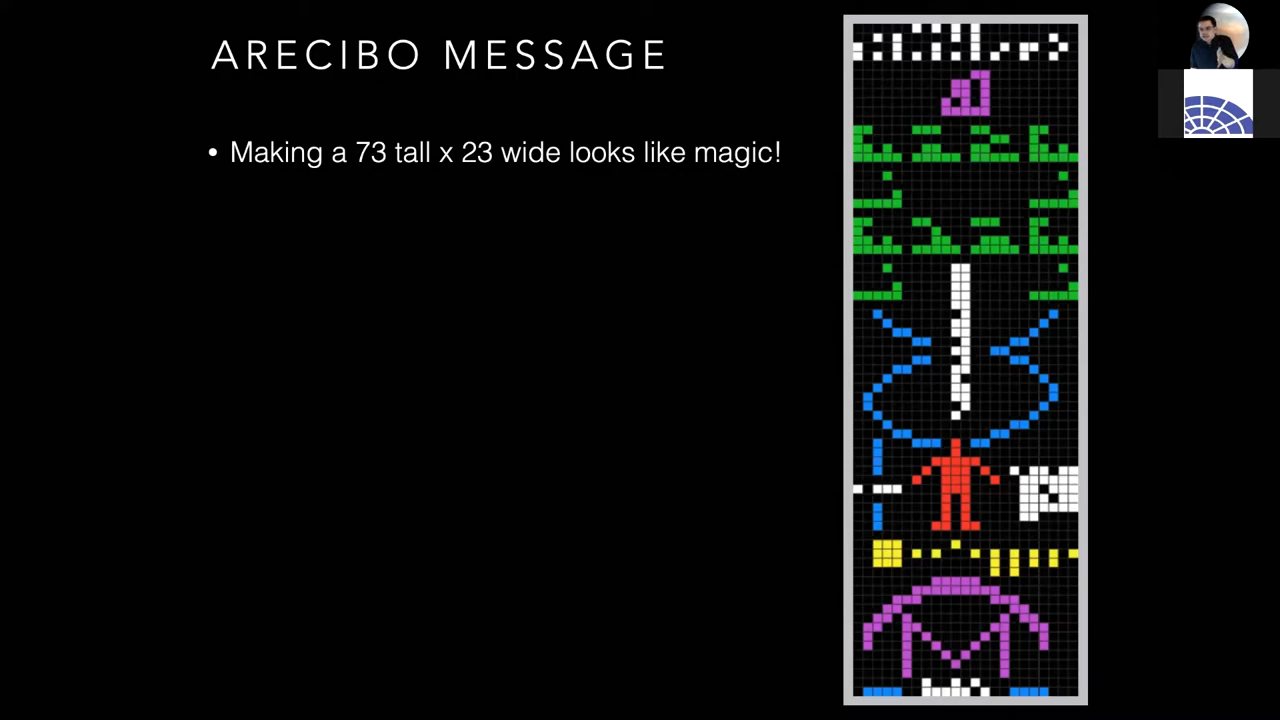 ARECIBO MESSAGE
• Making a 73 tall x 23 wide looks like magic!